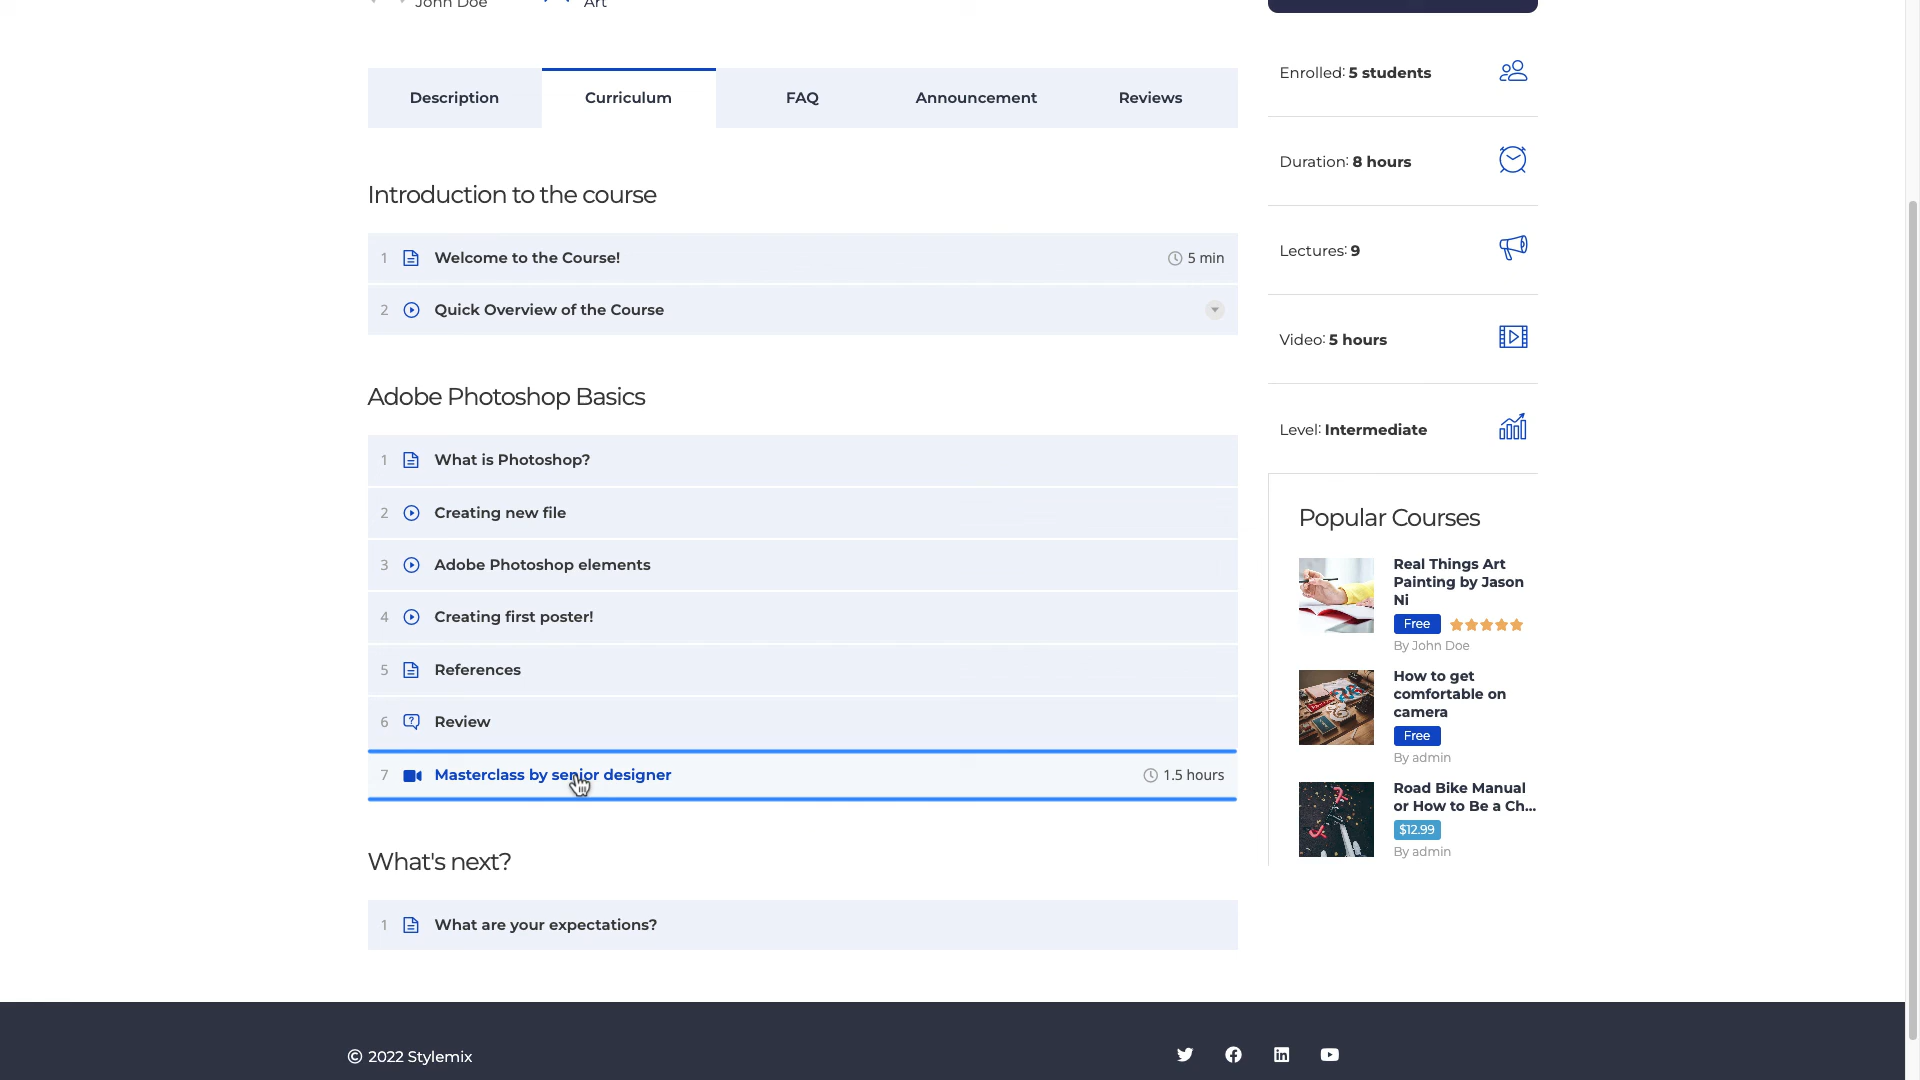 John Doe
Art
Description
Curriculum
FAQ
Announcement
Reviews
Introduction to the course
1 Welcome to the Course! 5 min
2 Quick Overview of the Course
Adobe Photoshop Basics
1 What is Photoshop?
2 Creating new file
3 Adobe Photoshop elements
4 Creating first poster!
5 References
6 Review
7 Masterclass by senior designer 1.5 hours
What's next?
1 What are your expectations?
Enrolled: 5 students
Duration: 8 hours
Lectures: 9
Video: 5 hours
Level: Intermediate
Popular Courses
Real Things Art
Painting by Jason
Ni
Free
By John Doe
How to get
comfortable on
camera
Free
By admin
Road Bike Manual
or How to Be a Ch...
$12.99
By admin
© 2022 Stylemix